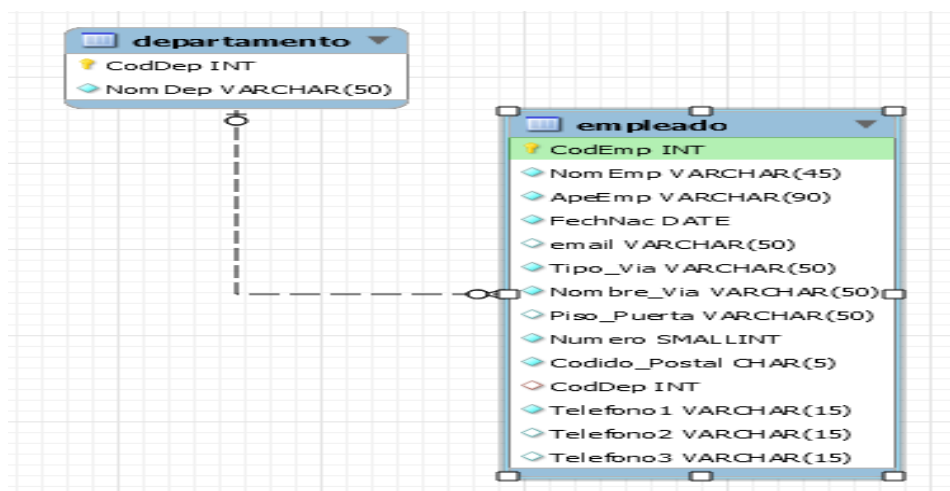 departamento
CodDep INT
NomDep VARCHAR(50)
empleado
CodEmp INT
NomEmp VARCHAR(45)
ApeEmp VARCHAR(90)
FechNac DATE
email VARCHAR(50)
Tipo_Via VARCHAR(50)
Nombre_Via VARCHAR(50)
Piso_Puerta VARCHAR(50)
Numero SMALLINT
Codido_Postal CHAR(5)
CodDep INT
Telefono1 VARCHAR(15)
Telefono2 VARCHAR(15)
Telefono3 VARCHAR(15)